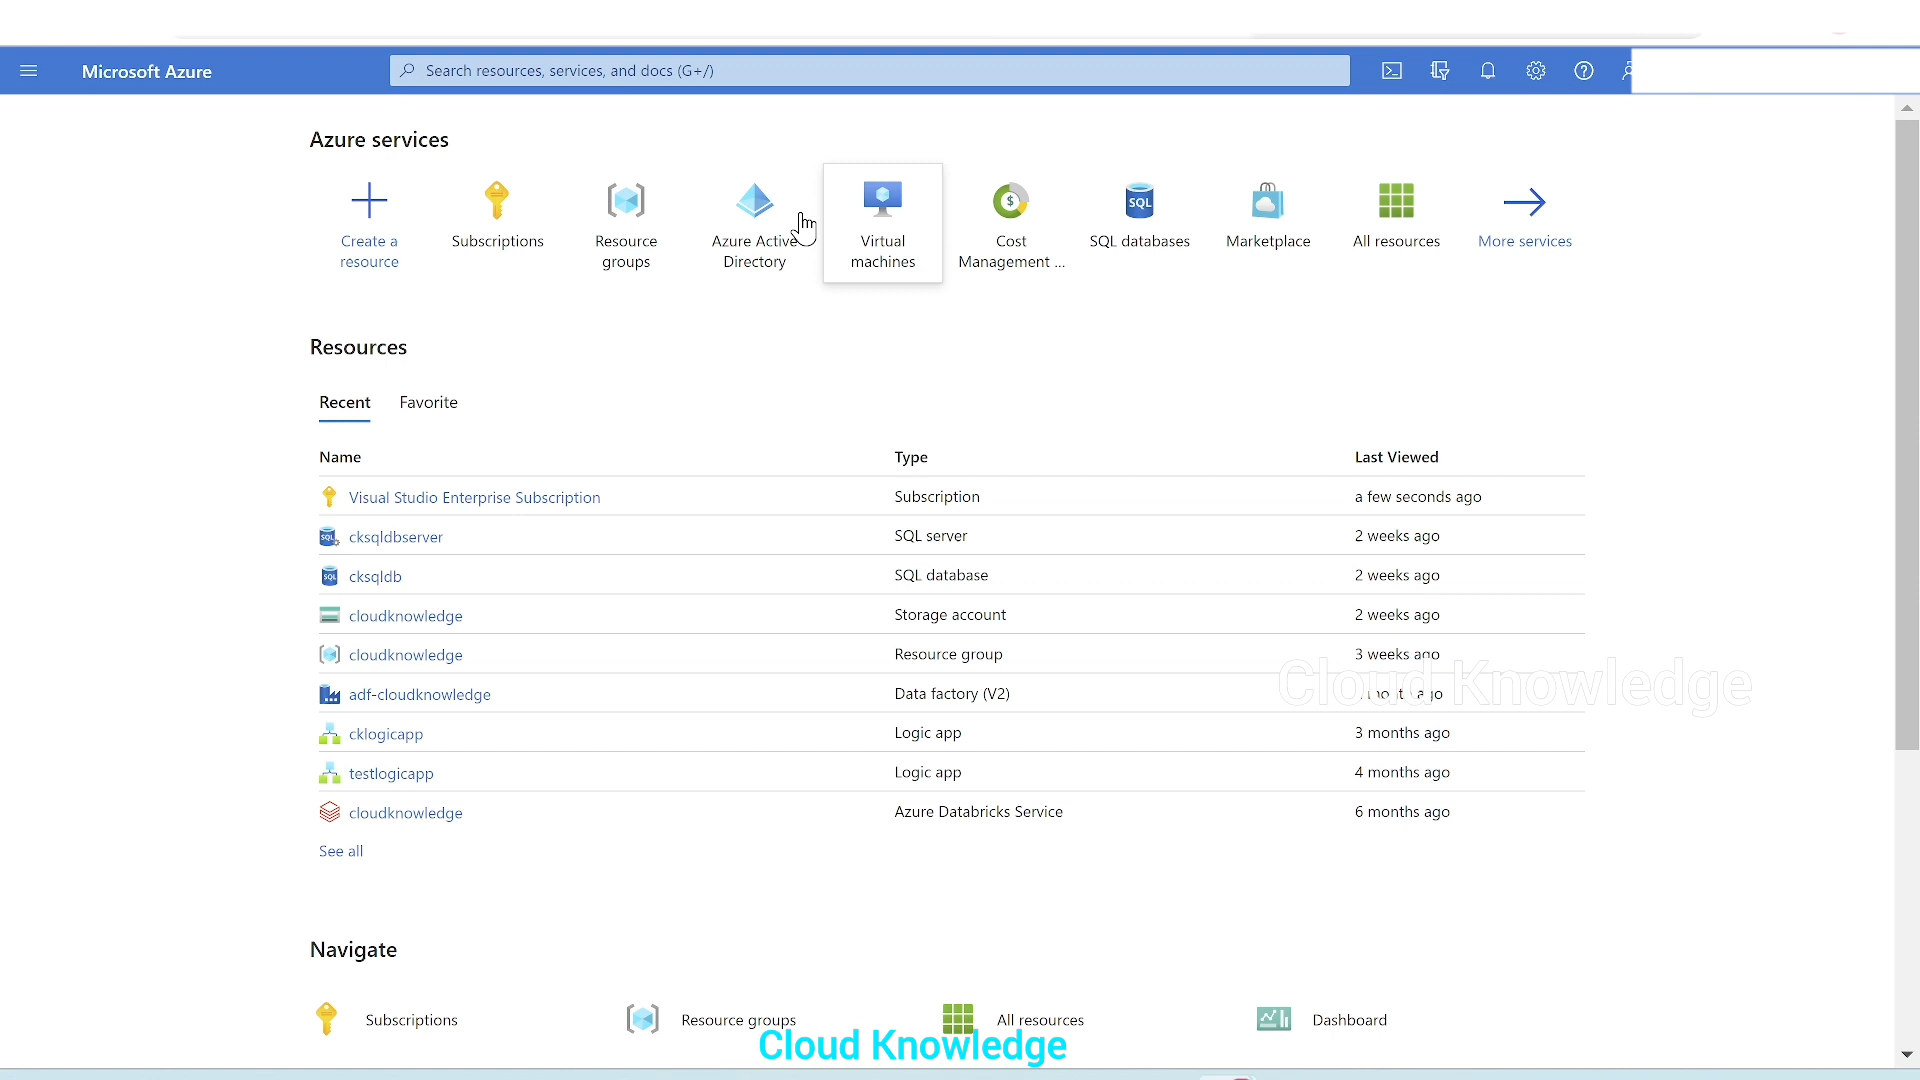 Microsoft Azure
Search resources, services, and docs (G+/)
Azure services
Create a resource
Subscriptions
Resource groups
Azure Active Directory
Virtual machines
Cost Management ...
SQL databases
Marketplace
All resources
More services
Resources
Recent Favorite
Name Type Last Viewed
Visual Studio Enterprise Subscription Subscription a few seconds ago
cksqldbserver SQL server 2 weeks ago
cksqldb SQL database 2 weeks ago
cloudknowledge Storage account 2 weeks ago
cloudknowledge Resource group 3 weeks ago
adf-cloudknowledge Data factory (V2) ago
Cloud Knowledge
cklogicapp Logic app 3 months ago
testlogicapp Logic app 4 months ago
cloudknowledge Azure Databricks Service 6 months ago
See all
Navigate
Subscriptions Resource groups All resources Dashboard
Cloud Knowledge